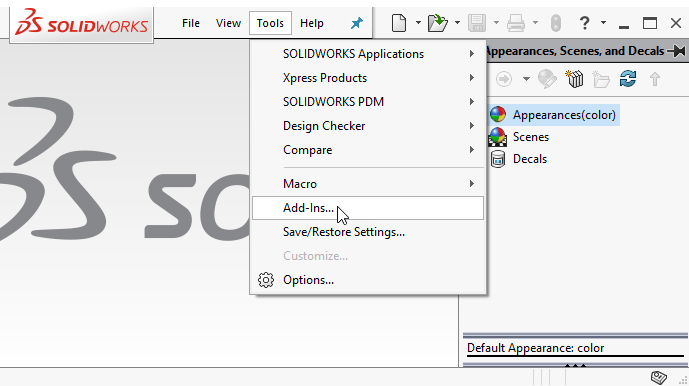 SOLIDWORKS File View Tools Help
Appearances, Scenes, and Decals
SOLIDWORKS Applications
Xpress Products
SOLIDWORKS PDM
Design Checker
Compare
Macro
Add-Ins...
Save/Restore Settings...
Customize...
Options...
Appearances(color)
Scenes
Decals
SO
Default Appearance: color